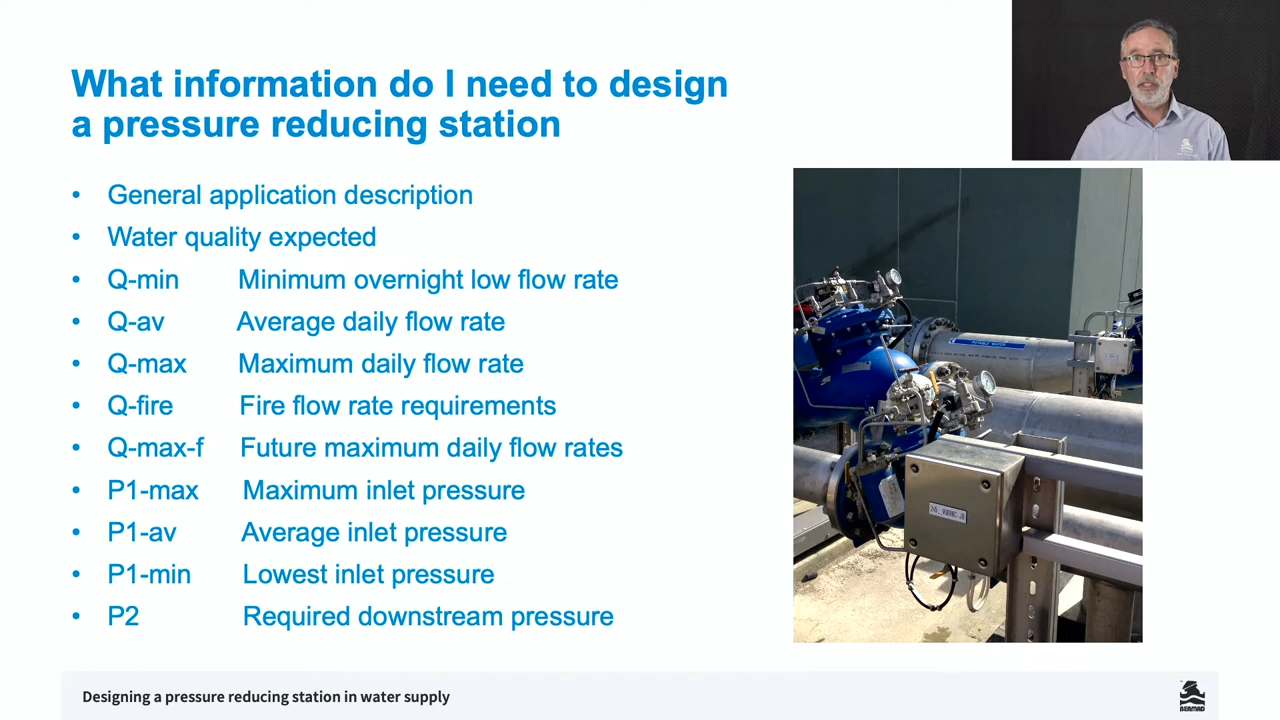 What information do I need to design
a pressure reducing station
• General application description
• Water quality expected
• Q-min Minimum overnight low flow rate
• Q-av Average daily flow rate
• Q-max Maximum daily flow rate
• Q-fire Fire flow rate requirements
• Q-max-f Future maximum daily flow rates
• P1-max Maximum inlet pressure
• P1-av Average inlet pressure
• P1-min Lowest inlet pressure
• P2 Required downstream pressure
POTABLE WATER
Designing a pressure reducing station in water supply
BERMAD